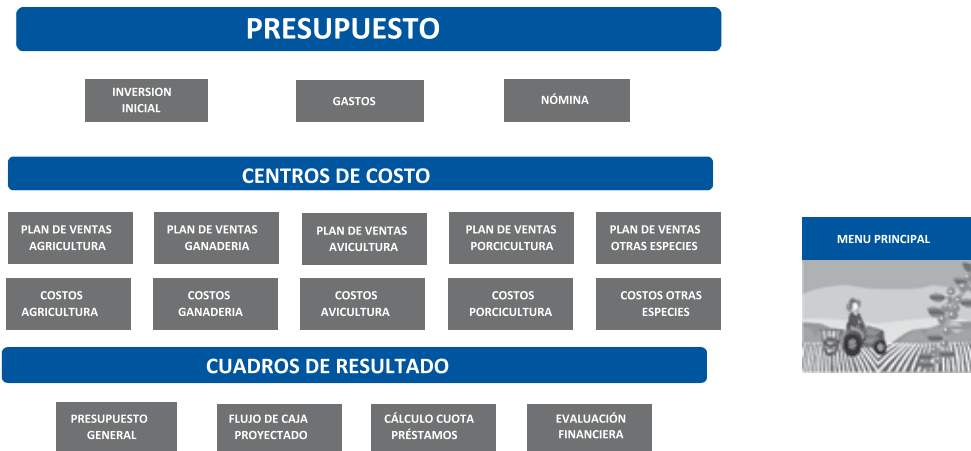 PRESUPUESTO
INVERSION
INICIAL
GASTOS
NÓMINA
CENTROS DE COSTO
PLAN DE VENTAS
AGRICULTURA
PLAN DE VENTAS
GANADERIA
PLAN DE VENTAS
AVICULTURA
PLAN DE VENTAS
PORCICULTURA
PLAN DE VENTAS
OTRAS ESPECIES
COSTOS
AGRICULTURA
COSTOS
GANADERIA
COSTOS
AVICULTURA
COSTOS
PORCICULTURA
COSTOS OTRAS
ESPECIES
CUADROS DE RESULTADO
PRESUPUESTO
GENERAL
FLUJO DE CAJA
PROYECTADO
CÁLCULO CUOTA
PRÉSTAMOS
EVALUACIÓN
FINANCIERA
MENU PRINCIPAL